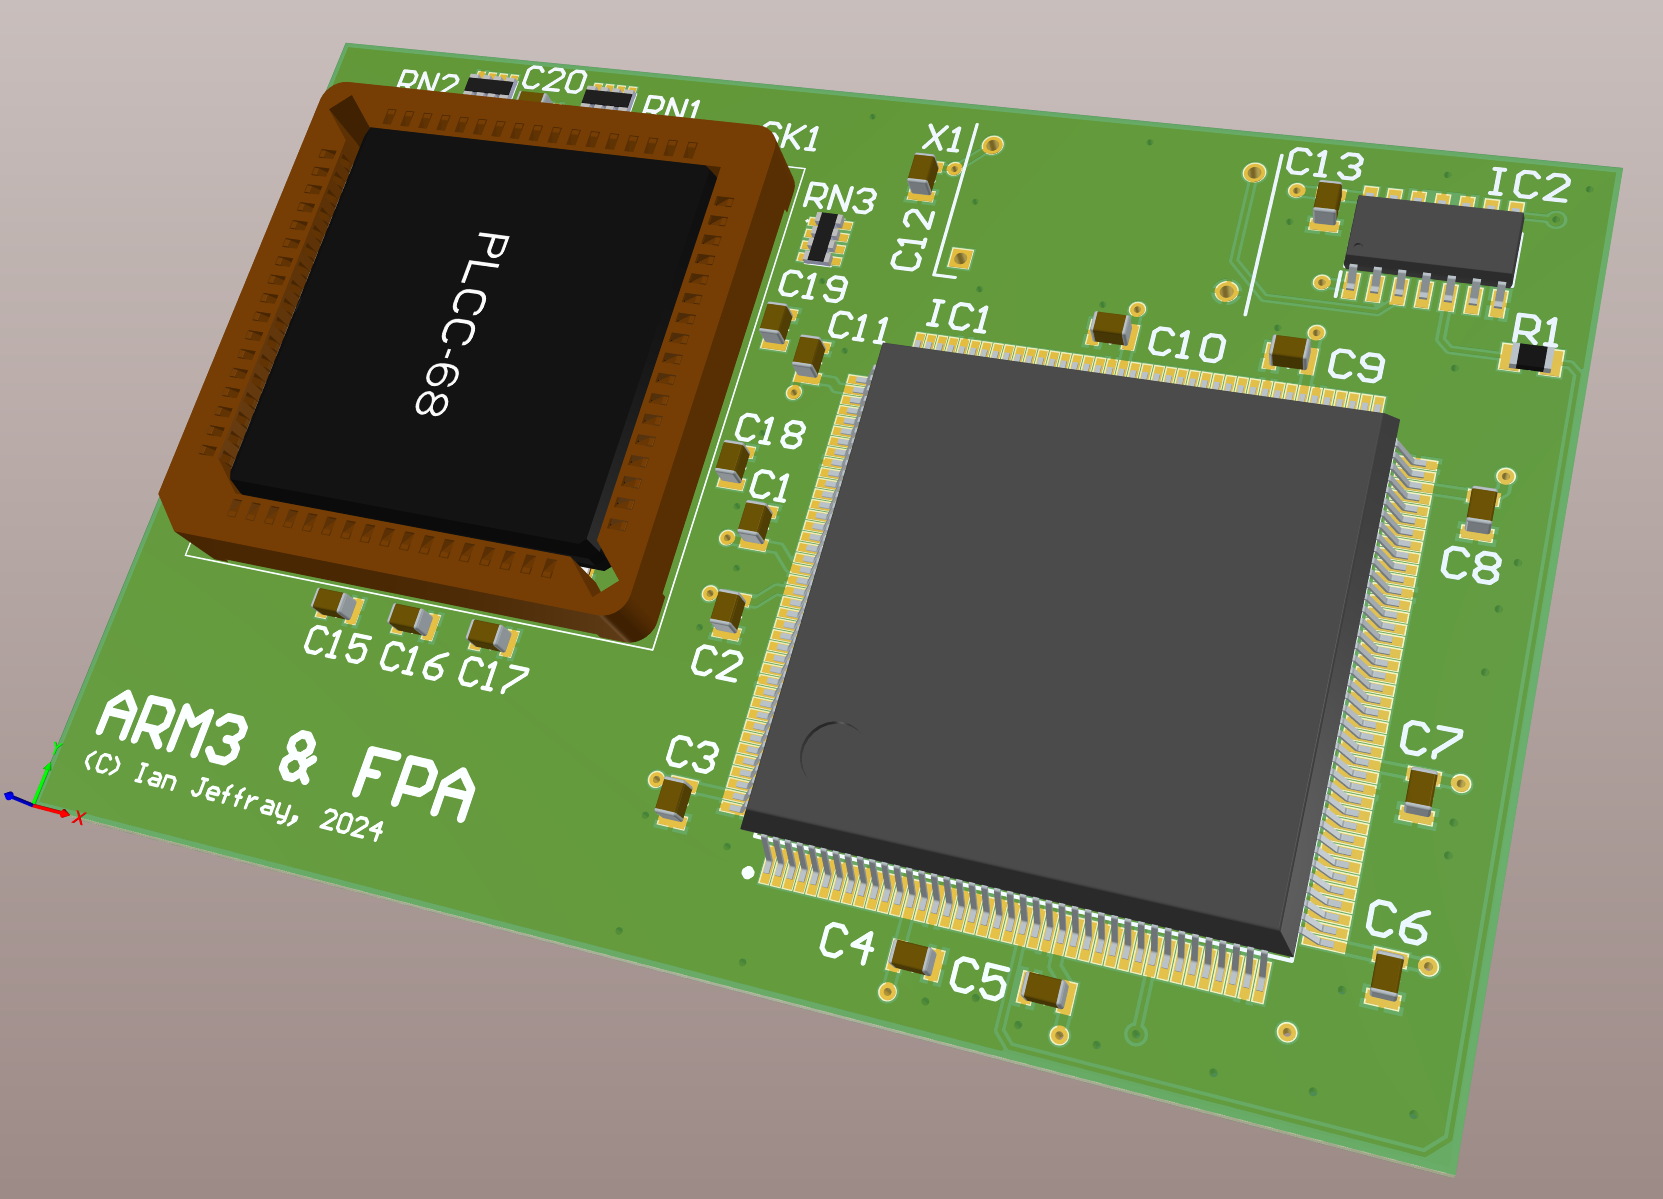 RN2
C20
RN1
SK1
X1
C13
IC2
RN3
C12
C19
IC1
C11
C10
R1
C9
PLCC-68
C18
C1
C8
C15
C16
C17
C2
ARM3 & FPA
(C) Ian Jeffray, 2024
C3
C7
C6
C4
C5
Y
X